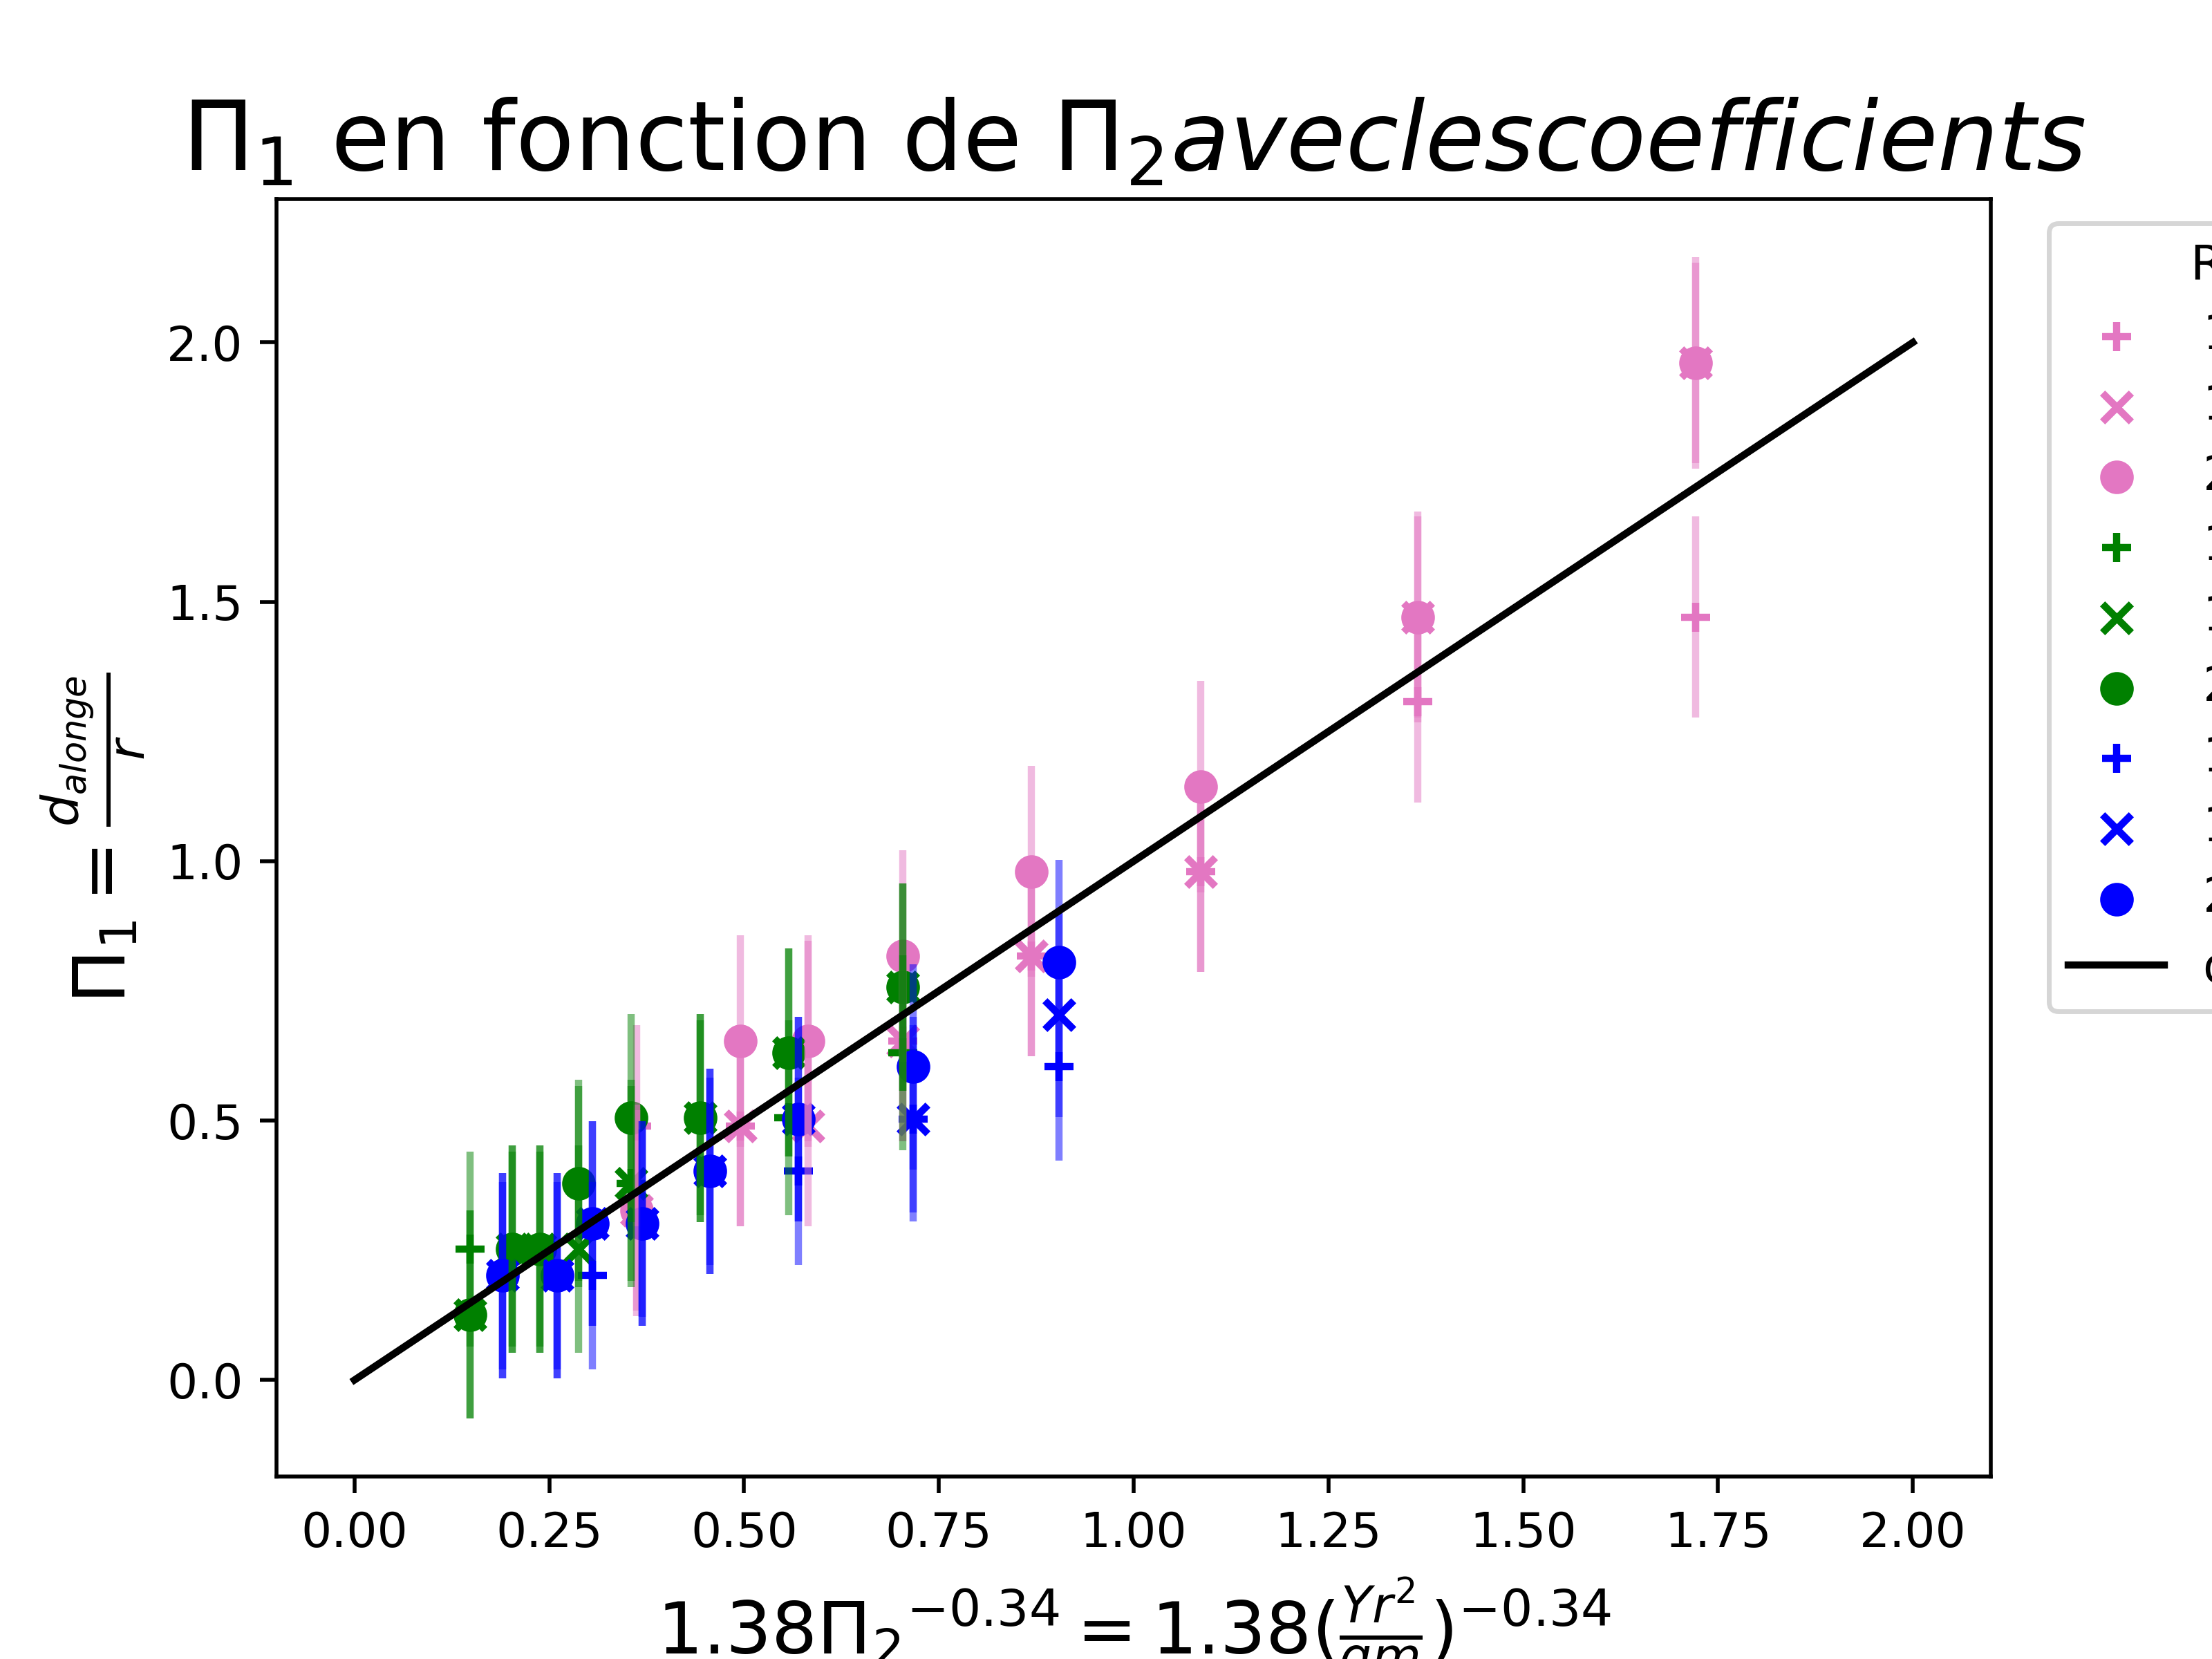 Π₁ en fonction de Π₂aveclescoefficients
Π₁ = d_alonge / r
2.0
1.5
1.0
0.5
0.0
0.00 0.25 0.50 0.75 1.00 1.25 1.50 1.75 2.00
1.38Π₂^−0.34 = 1.38(Yr²/gm)^−0.34